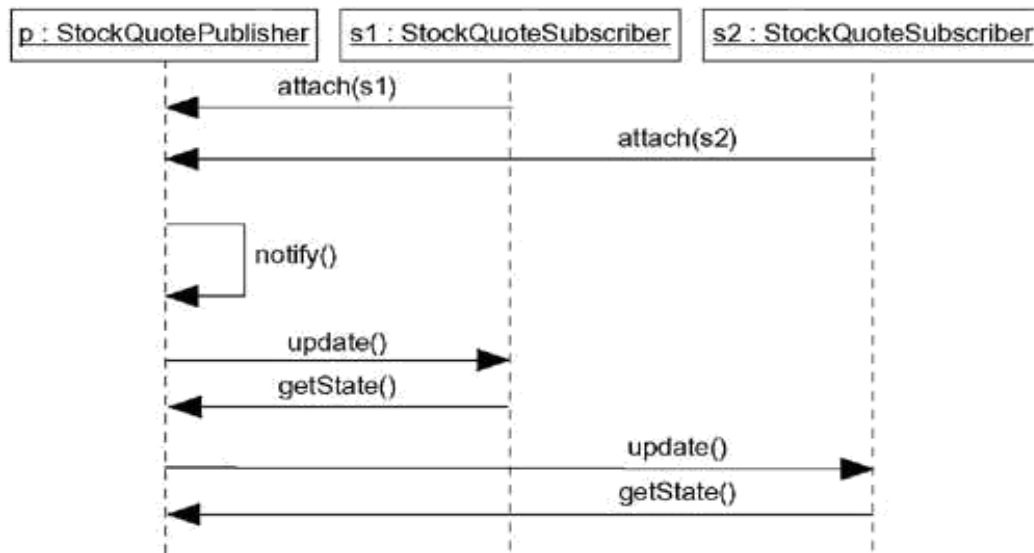 p : StockQuotePublisher
s1 : StockQuoteSubscriber
s2 : StockQuoteSubscriber
attach(s1)
attach(s2)
notify()
update()
getState()
update()
getState()